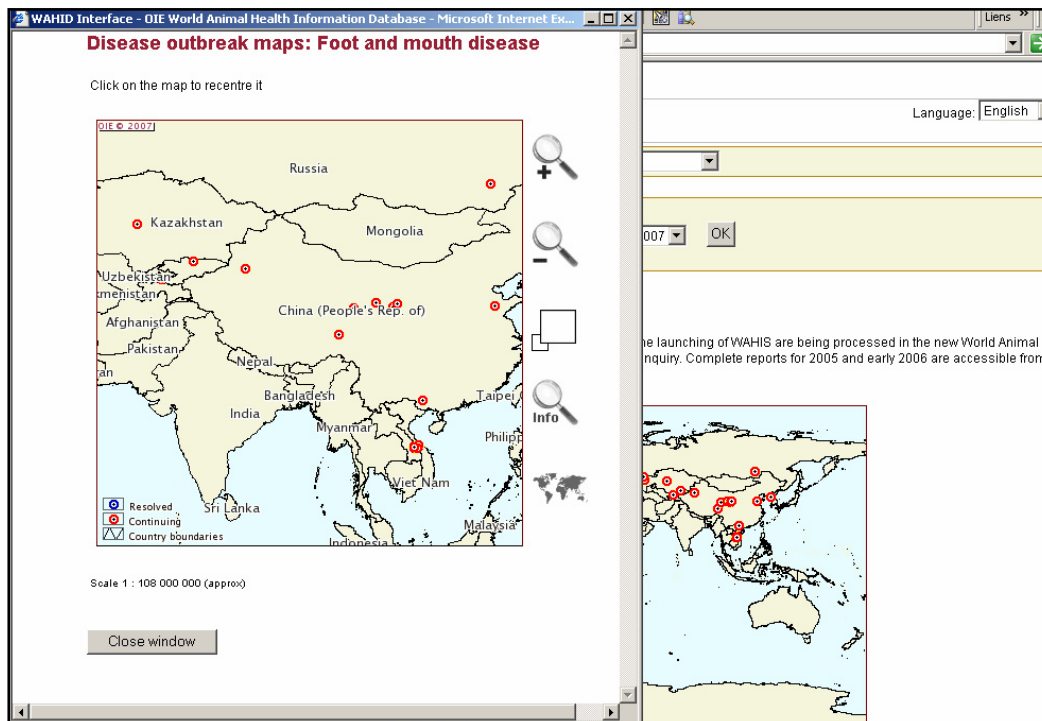 WAHID Interface - OIE World Animal Health Information Database - Microsoft Internet Ex...
Disease outbreak maps: Foot and mouth disease
Click on the map to recentre it
OIE © 2007
Russia
Kazakhstan
Mongolia
Uzbekistan
kmenistan
China (People's Rep. of)
Afghanistan
Pakistan
an
Nepal
Bangladesh
Taipei
India
Myanmar
Philipp
Viet Nam
Sri Lanka
Malaysia
Indonesia
Resolved
Continuing
Country boundaries
Info
Scale 1 : 108 000 000 (approx)
Close window
Liens
Language: English
007
OK
he launching of WAHIS are being processed in the new World Animal
nquiry. Complete reports for 2005 and early 2006 are accessible from